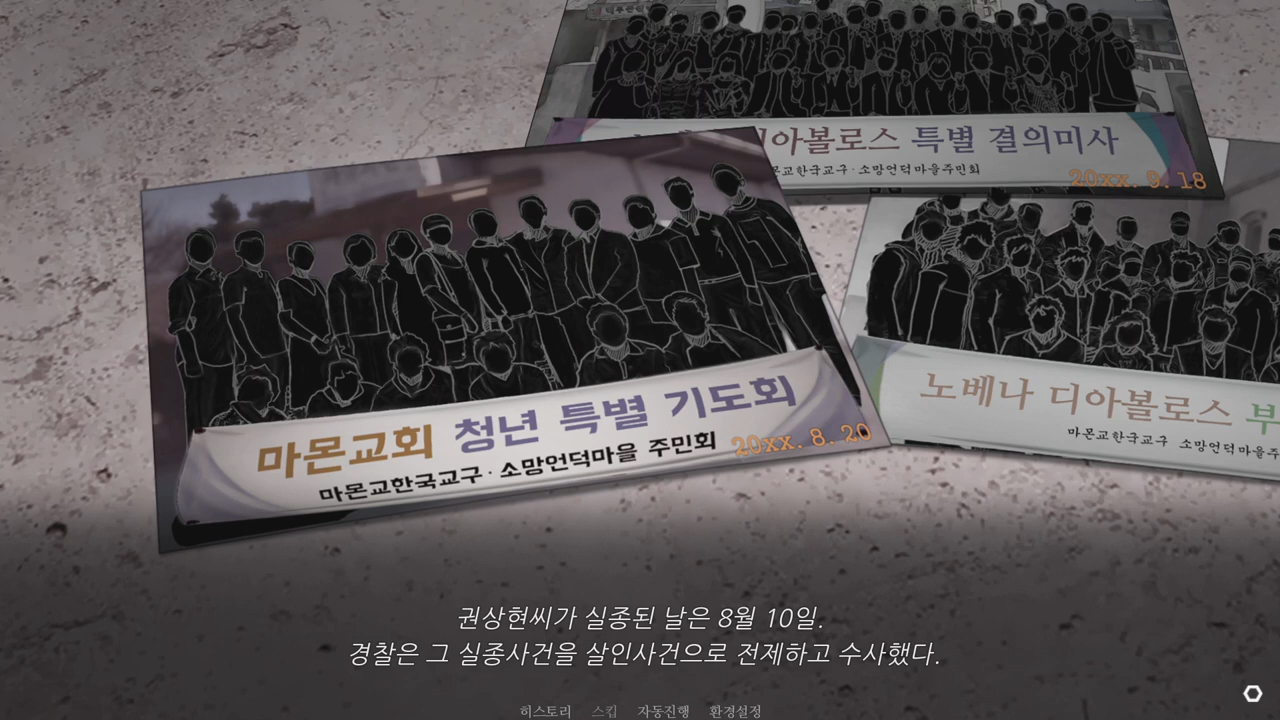 아볼로스 특별 결의미사
교한국교구·소망언덕마을주민회
20xx. 9. 18
마몬교회 청년 특별 기도회
마몬교한국교구·소망언덕마을 주민회
20xx. 8. 20
노베나 디아볼로스 부
마몬교한국교구 소망언덕마을주
권상현씨가 실종된 날은 8월 10일.
경찰은 그 실종사건을 살인사건으로 전제하고 수사했다.
히스토리 스킵 자동진행 환경설정